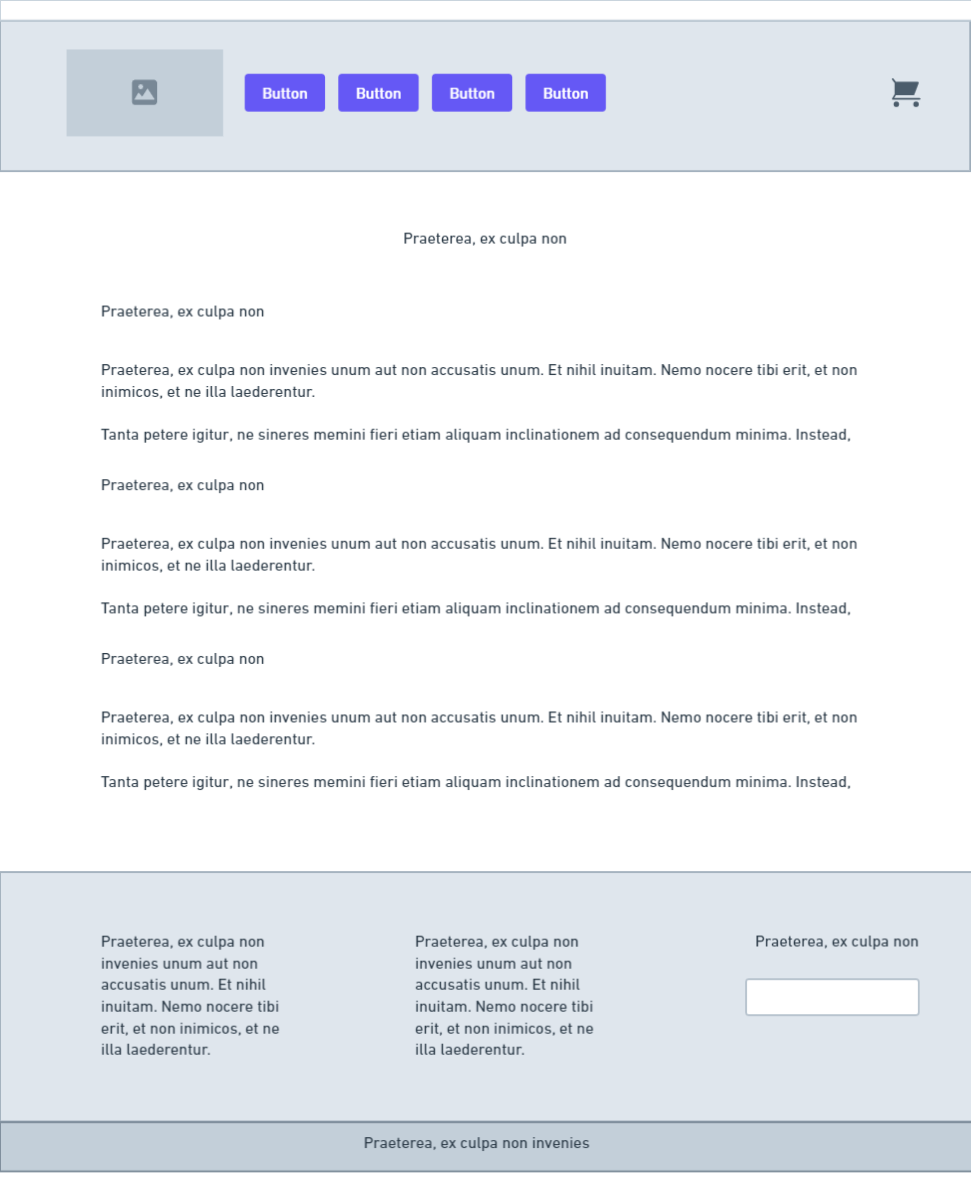 Button Button Button Button
Praeterea, ex culpa non
Praeterea, ex culpa non
Praeterea, ex culpa non invenies unum aut non accusatis unum. Et nihil inuitam. Nemo nocere tibi erit, et non
inimicos, et ne illa laederentur.
Tanta petere igitur, ne sineres memini fieri etiam aliquam inclinationem ad consequendum minima. Instead,
Praeterea, ex culpa non
Praeterea, ex culpa non invenies unum aut non accusatis unum. Et nihil inuitam. Nemo nocere tibi erit, et non
inimicos, et ne illa laederentur.
Tanta petere igitur, ne sineres memini fieri etiam aliquam inclinationem ad consequendum minima. Instead,
Praeterea, ex culpa non
Praeterea, ex culpa non invenies unum aut non accusatis unum. Et nihil inuitam. Nemo nocere tibi erit, et non
inimicos, et ne illa laederentur.
Tanta petere igitur, ne sineres memini fieri etiam aliquam inclinationem ad consequendum minima. Instead,
Praeterea, ex culpa non
invenies unum aut non
accusatis unum. Et nihil
inuitam. Nemo nocere tibi
erit, et non inimicos, et ne
illa laederentur.
Praeterea, ex culpa non
invenies unum aut non
accusatis unum. Et nihil
inuitam. Nemo nocere tibi
erit, et non inimicos, et ne
illa laederentur.
Praeterea, ex culpa non
Praeterea, ex culpa non invenies